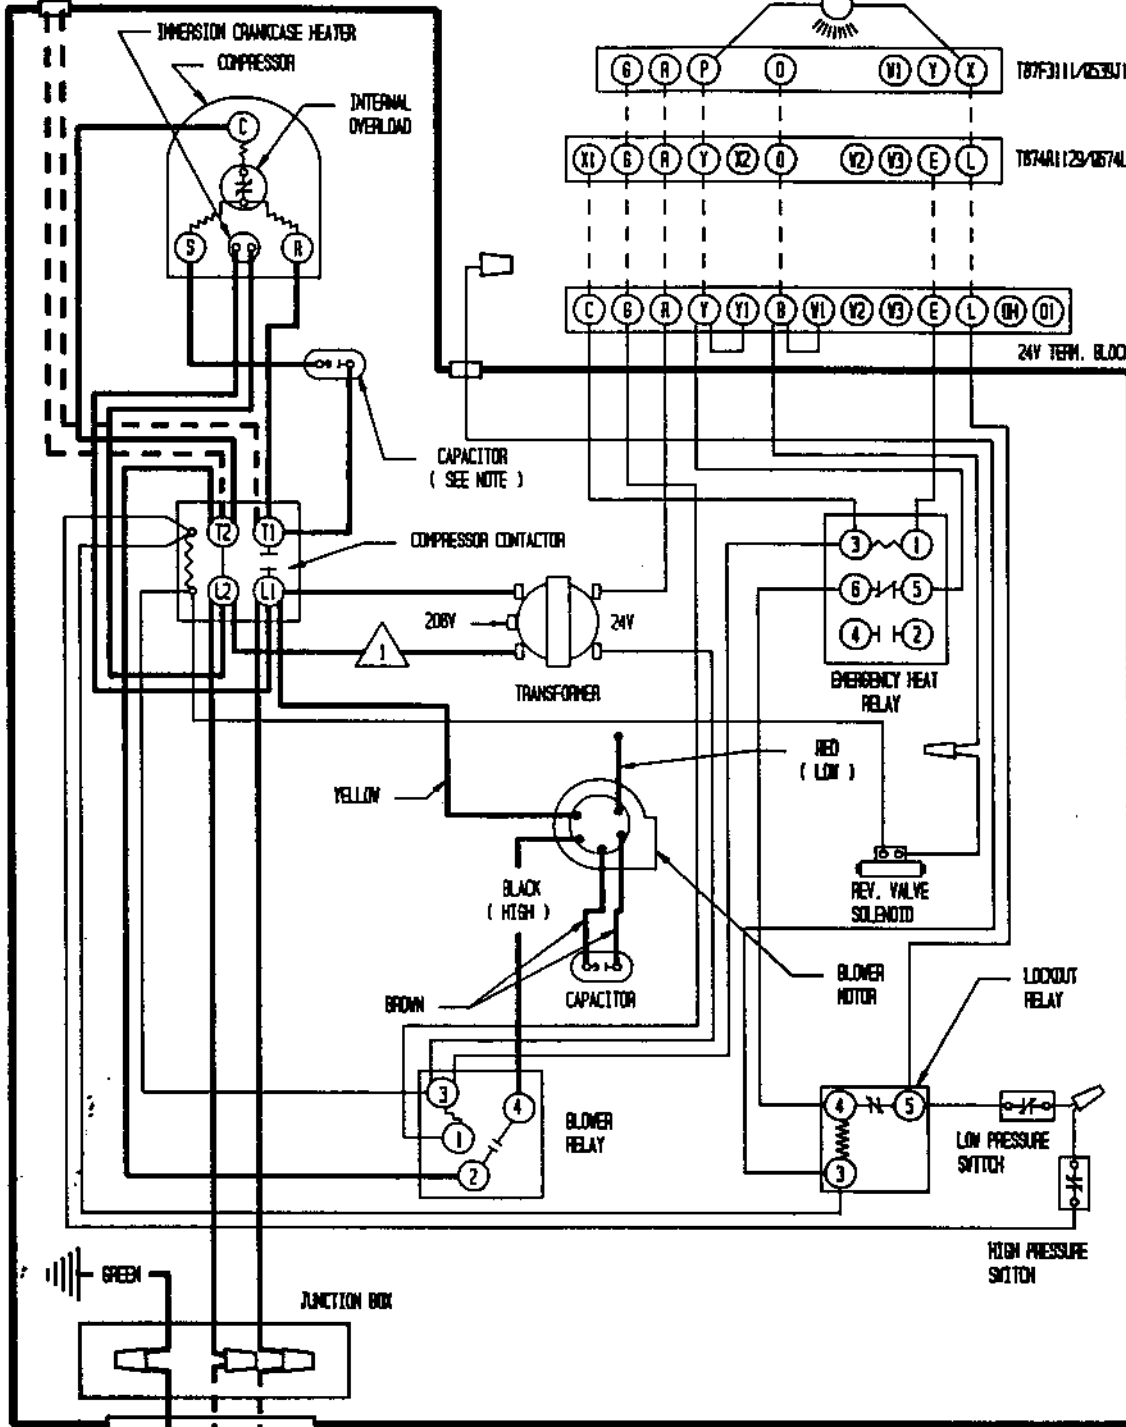 IMMERSION CRANKCASE HEATER
COMPRESSOR
INTERNAL
OVERLOAD
C
S
R
G R P O W1 Y X
X1 G R Y X2 O W2 W3 E L
C G R Y Y1 B W1 W2 W3 E L OH O1
24V TERM. BLOCK
CAPACITOR
( SEE NOTE )
T2 T1
COMPRESSOR CONTACTOR
L2 L1
208V
24V
1
TRANSFORMER
3 1
6 5
4 2
EMERGENCY HEAT
RELAY
RED
( LOW )
YELLOW
BLACK
( HIGH )
REV. VALVE
SOLENOID
BROWN
CAPACITOR
BLOWER
MOTOR
LOCKOUT
RELAY
3
4
1
2
BLOWER
RELAY
4 5
3
LOW PRESSURE
SWITCH
HIGH PRESSURE
SWITCH
GREEN
JUNCTION BOX